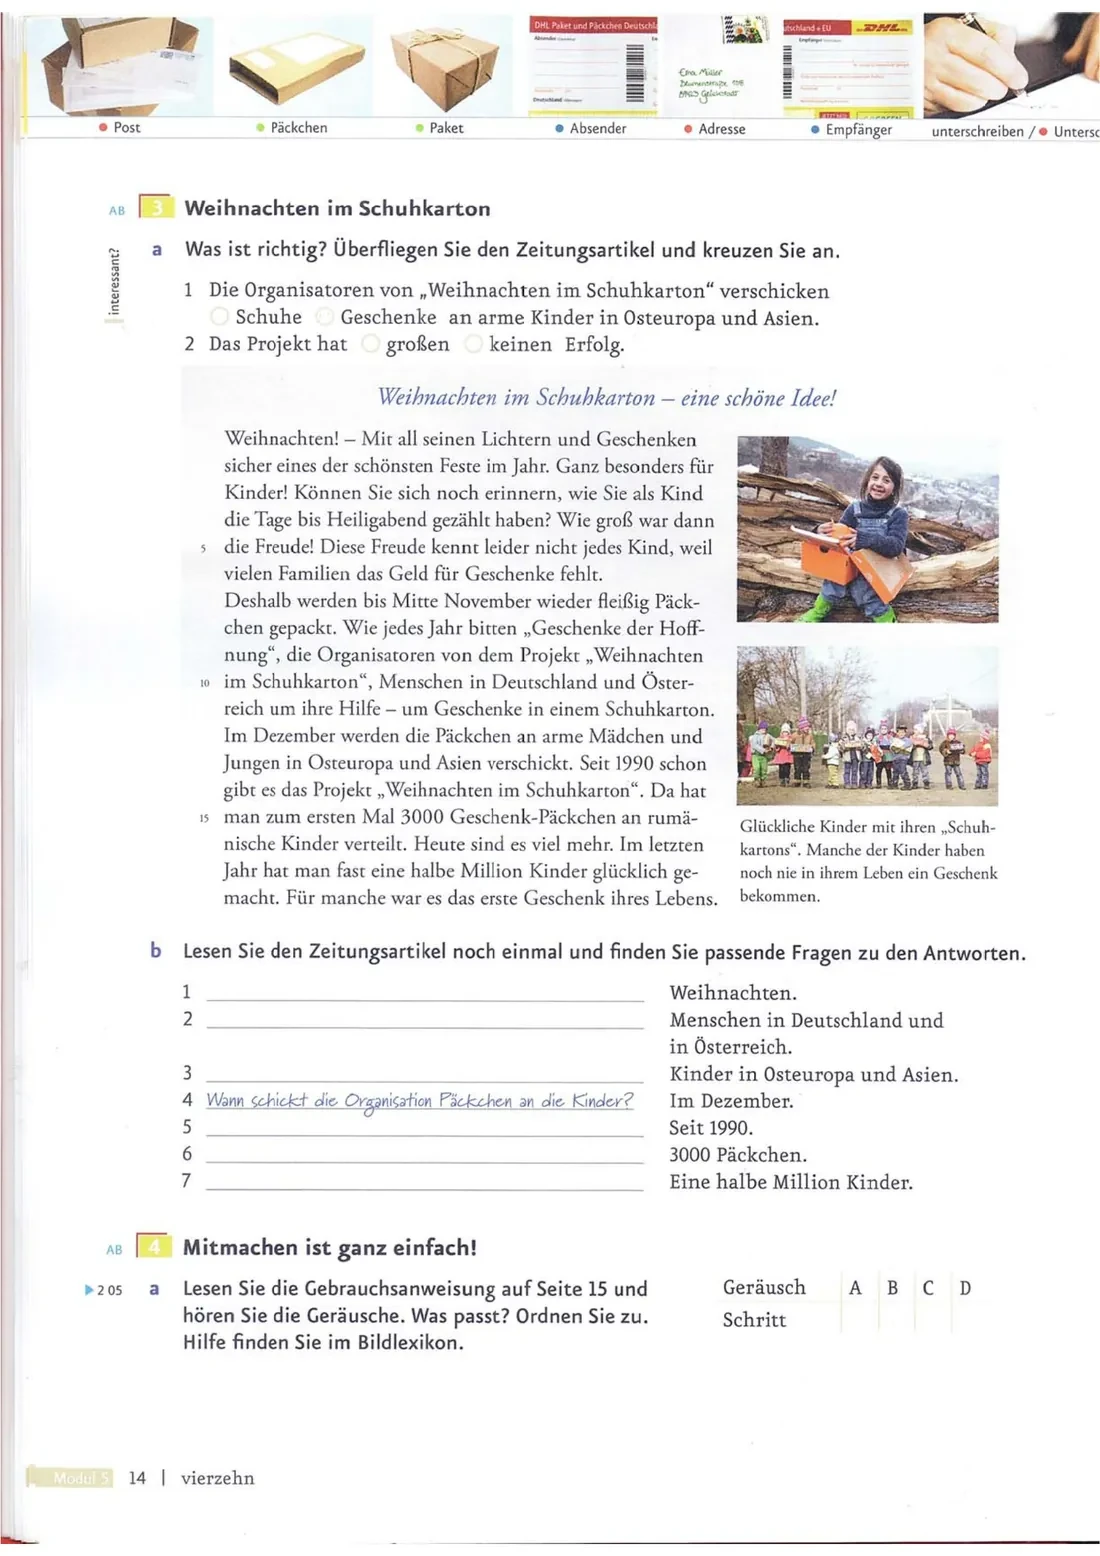 DHL Paket und Päckchen Deutschla
Absender
Deutschland
Ema Müller
utschland + EU
DHL
Empfänger
Post
Päckchen
Paket
Absender
Adresse
Empfänger
unterschreiben / Untersc
AB 3 Weihnachten im Schuhkarton
interessant?
a Was ist richtig? Überfliegen Sie den Zeitungsartikel und kreuzen Sie an.
1 Die Organisatoren von „Weihnachten im Schuhkarton“ verschicken
Schuhe Geschenke an arme Kinder in Osteuropa und Asien.
2 Das Projekt hat großen keinen Erfolg.
Weihnachten im Schuhkarton – eine schöne Idee!
Weihnachten! – Mit all seinen Lichtern und Geschenken
sicher eines der schönsten Feste im Jahr. Ganz besonders für
Kinder! Können Sie sich noch erinnern, wie Sie als Kind
die Tage bis Heiligabend gezählt haben? Wie groß war dann
5 die Freude! Diese Freude kennt leider nicht jedes Kind, weil
vielen Familien das Geld für Geschenke fehlt.
Deshalb werden bis Mitte November wieder fleißig Päck-
chen gepackt. Wie jedes Jahr bitten „Geschenke der Hoff-
nung“, die Organisatoren von dem Projekt „Weihnachten
10 im Schuhkarton“, Menschen in Deutschland und Öster-
reich um ihre Hilfe – um Geschenke in einem Schuhkarton.
Im Dezember werden die Päckchen an arme Mädchen und
Jungen in Osteuropa und Asien verschickt. Seit 1990 schon
gibt es das Projekt „Weihnachten im Schuhkarton“. Da hat
15 man zum ersten Mal 3000 Geschenk-Päckchen an rumä-
nische Kinder verteilt. Heute sind es viel mehr. Im letzten
Jahr hat man fast eine halbe Million Kinder glücklich ge-
macht. Für manche war es das erste Geschenk ihres Lebens.
Glückliche Kinder mit ihren „Schuh-
kartons“. Manche der Kinder haben
noch nie in ihrem Leben ein Geschenk
bekommen.
b Lesen Sie den Zeitungsartikel noch einmal und finden Sie passende Fragen zu den Antworten.
1 Weihnachten.
2 Menschen in Deutschland und
in Österreich.
3 Kinder in Osteuropa und Asien.
4 Wann schickt die Organisation Päckchen an die Kinder? Im Dezember.
5 Seit 1990.
6 3000 Päckchen.
7 Eine halbe Million Kinder.
AB 4 Mitmachen ist ganz einfach!
2 05 a Lesen Sie die Gebrauchsanweisung auf Seite 15 und
hören Sie die Geräusche. Was passt? Ordnen Sie zu.
Hilfe finden Sie im Bildlexikon.
Geräusch A B C D
Schritt
Modul 5 14 | vierzehn